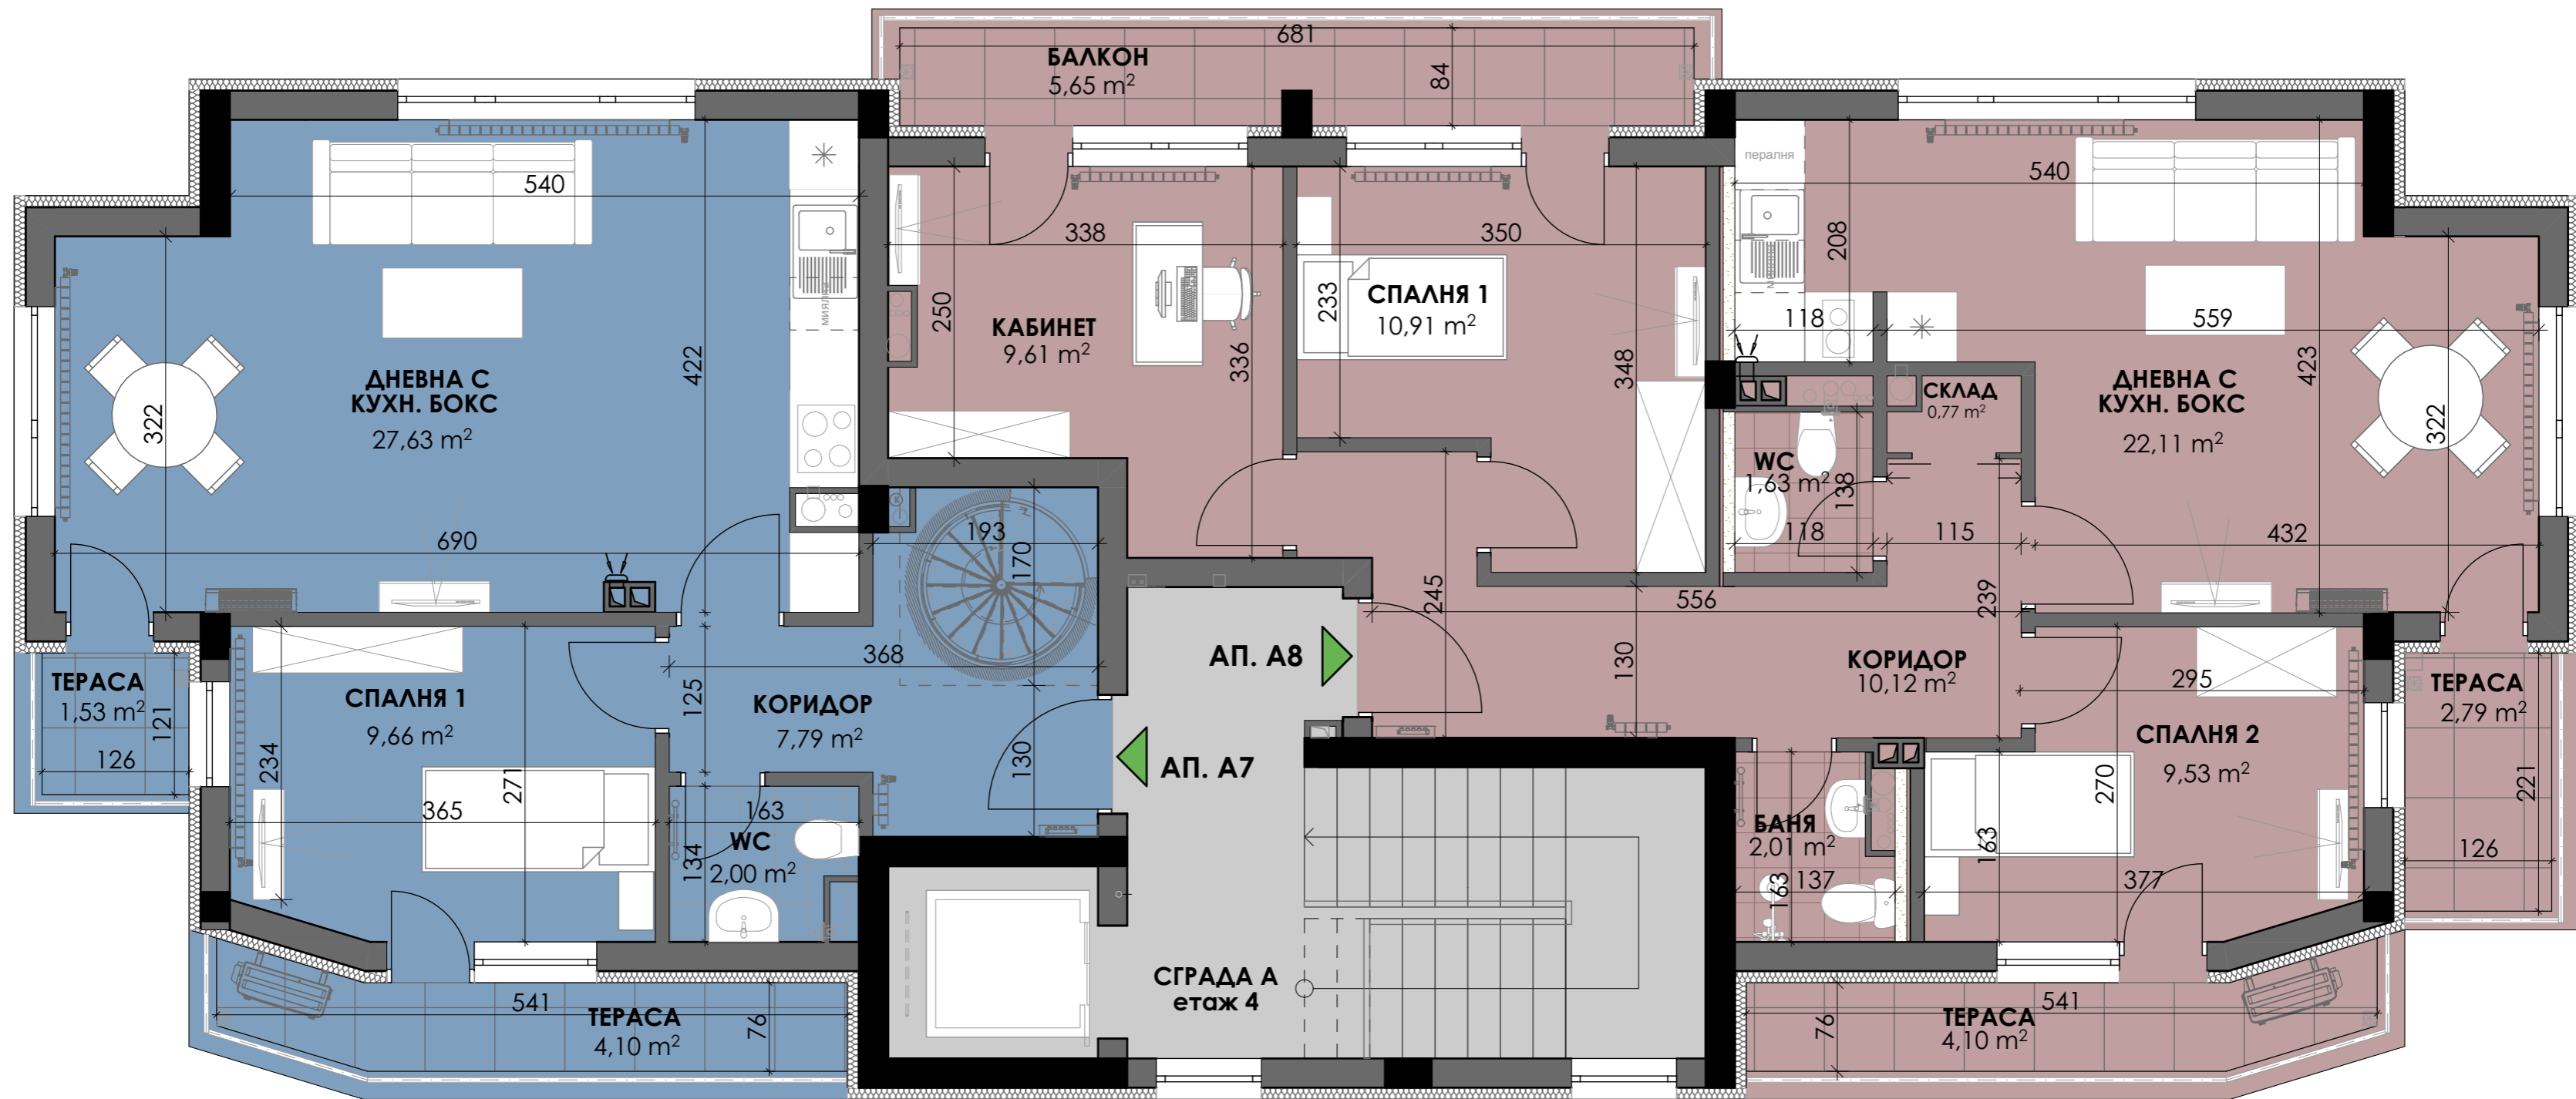 681
БАЛКОН
5,65 m²
84
540
422
МИЯЛНА
ДНЕВНА С
КУХН. БОКС
27,63 m²
322
690
338
250
КАБИНЕТ
9,61 m²
336
350
233
СПАЛНЯ 1
10,91 m²
348
пералня
208
540
118
559
СКЛАД
0,77 m²
ДНЕВНА С
КУХН. БОКС
22,11 m²
423
322
WC
1,63 m²
138
118
115
432
193
170
245
556
239
130
ТЕРАСА
1,53 m²
121
126
СПАЛНЯ 1
9,66 m²
234
271
365
368
125
КОРИДОР
7,79 m²
130
163
WC
2,00 m²
134
АП. А8
АП. А7
КОРИДОР
10,12 m²
295
СПАЛНЯ 2
9,53 m²
270
163
377
БАНЯ
2,01 m²
163
137
ТЕРАСА
2,79 m²
221
126
СГРАДА А
етаж 4
541
ТЕРАСА
4,10 m²
76
541
ТЕРАСА
4,10 m²
76